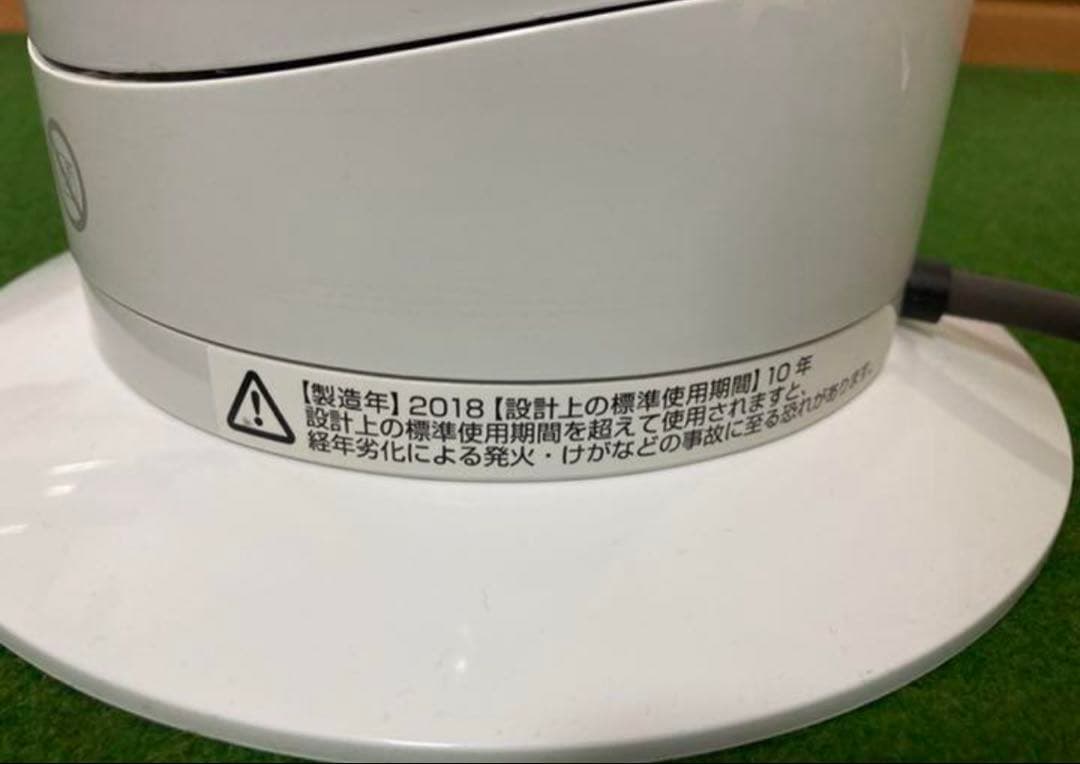 【製造年】2018【設計上の標準使用期間】10年
設計上の標準使用期間を超えて使用されますと、
経年劣化による発火・けがなどの事故に至る恐れがあります。